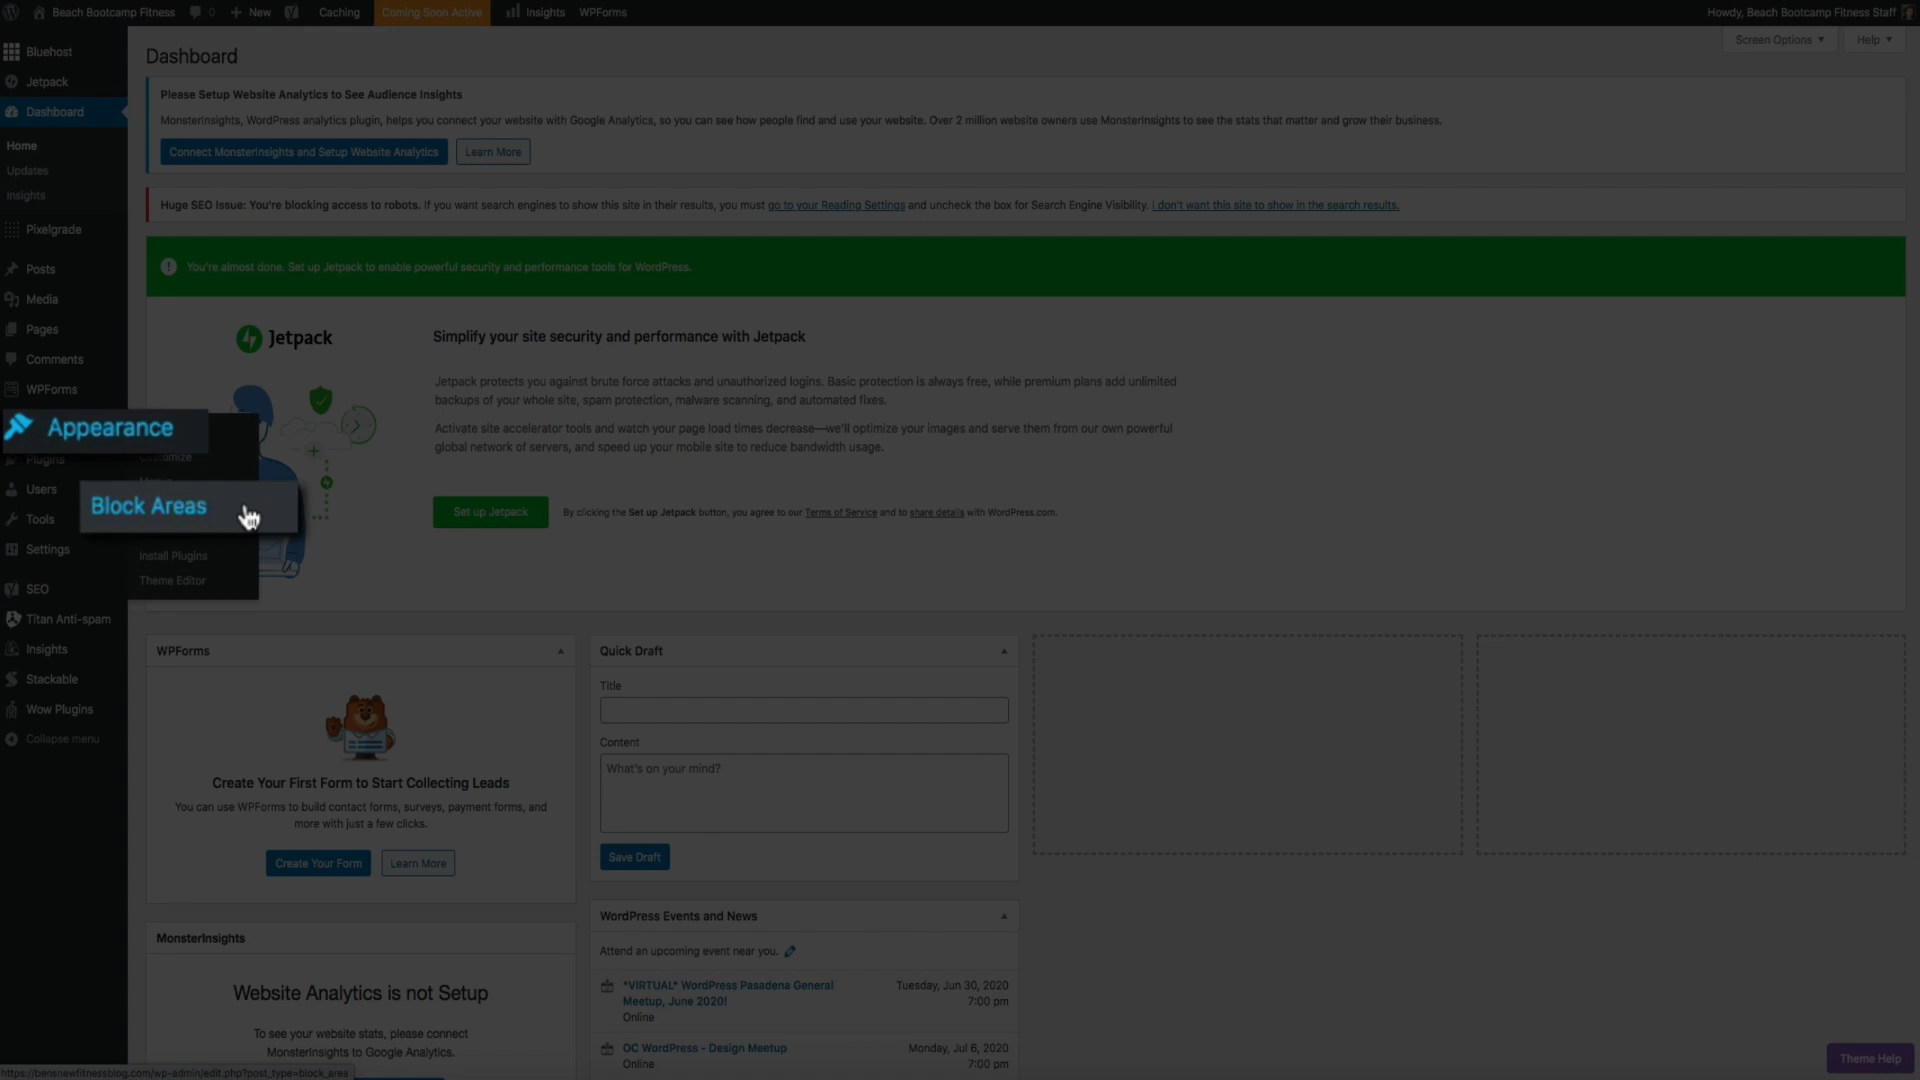 Beach Bootcamp Fitness
0
New
Caching
Coming Soon Active
Insights
WPForms
Howdy, Beach Bootcamp Fitness Staff
Screen Options
Help
Bluehost
Jetpack
Dashboard
Home
Updates
Insights
Pixelgrade
Posts
Media
Pages
Comments
WPForms
Appearance
Customize
Plugins
Users
Block Areas
Tools
Settings
Install Plugins
Theme Editor
SEO
Titan Anti-spam
Insights
Stackable
Wow Plugins
Collapse menu
Dashboard
Please Setup Website Analytics to See Audience Insights
MonsterInsights, WordPress analytics plugin, helps you connect your website with Google Analytics, so you can see how people find and use your website. Over 2 million website owners use MonsterInsights to see the stats that matter and grow their business.
Connect MonsterInsights and Setup Website Analytics
Learn More
Huge SEO Issue: You're blocking access to robots. If you want search engines to show this site in their results, you must go to your Reading Settings and uncheck the box for Search Engine Visibility. I don't want this site to show in the search results.
You're almost done. Set up Jetpack to enable powerful security and performance tools for WordPress.
Jetpack
Simplify your site security and performance with Jetpack
Jetpack protects you against brute force attacks and unauthorized logins. Basic protection is always free, while premium plans add unlimited
backups of your whole site, spam protection, malware scanning, and automated fixes.
Activate site accelerator tools and watch your page load times decrease—we'll optimize your images and serve them from our own powerful
global network of servers, and speed up your mobile site to reduce bandwidth usage.
Set up Jetpack
By clicking the Set up Jetpack button, you agree to our Terms of Service and to share details with WordPress.com.
WPForms
Create Your First Form to Start Collecting Leads
You can use WPForms to build contact forms, surveys, payment forms, and
more with just a few clicks.
Create Your Form
Learn More
MonsterInsights
Website Analytics is not Setup
To see your website stats, please connect
MonsterInsights to Google Analytics.
Quick Draft
Title
Content
What's on your mind?
Save Draft
WordPress Events and News
Attend an upcoming event near you.
*VIRTUAL* WordPress Pasadena General
Meetup, June 2020!
Online
Tuesday, Jun 30, 2020
7:00 pm
OC WordPress - Design Meetup
Online
Monday, Jul 6, 2020
7:00 pm
Theme Help
https://bensnewfitnessblog.com/wp-admin/edit.php?post_type=block_area